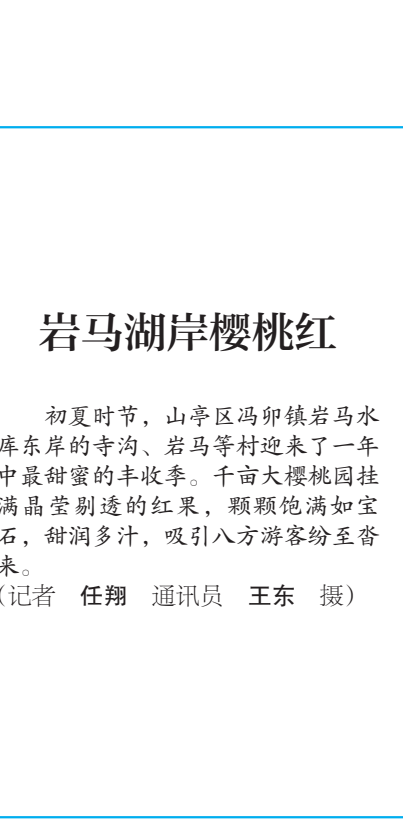 岩马湖岸樱桃红
初夏时节，山亭区冯卯镇岩马水
库东岸的寺沟、岩马等村迎来了一年
中最甜蜜的丰收季。千亩大樱桃园挂
满晶莹剔透的红果，颗颗饱满如宝
石，甜润多汁，吸引八方游客纷至沓
来。
（记者　任翔　通讯员　王东　摄）